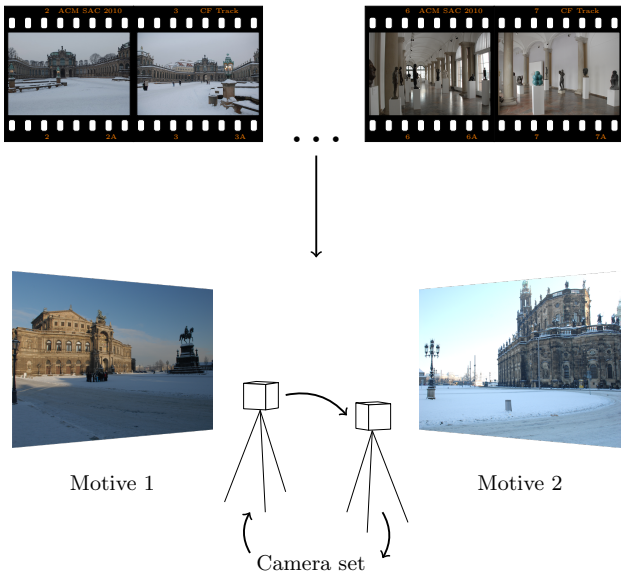 2 ACM SAC 2010 3 CF Track
2 2A 3 3A
6 ACM SAC 2010 7 CF Track
6 6A 7 7A
Motive 1
Motive 2
Camera set